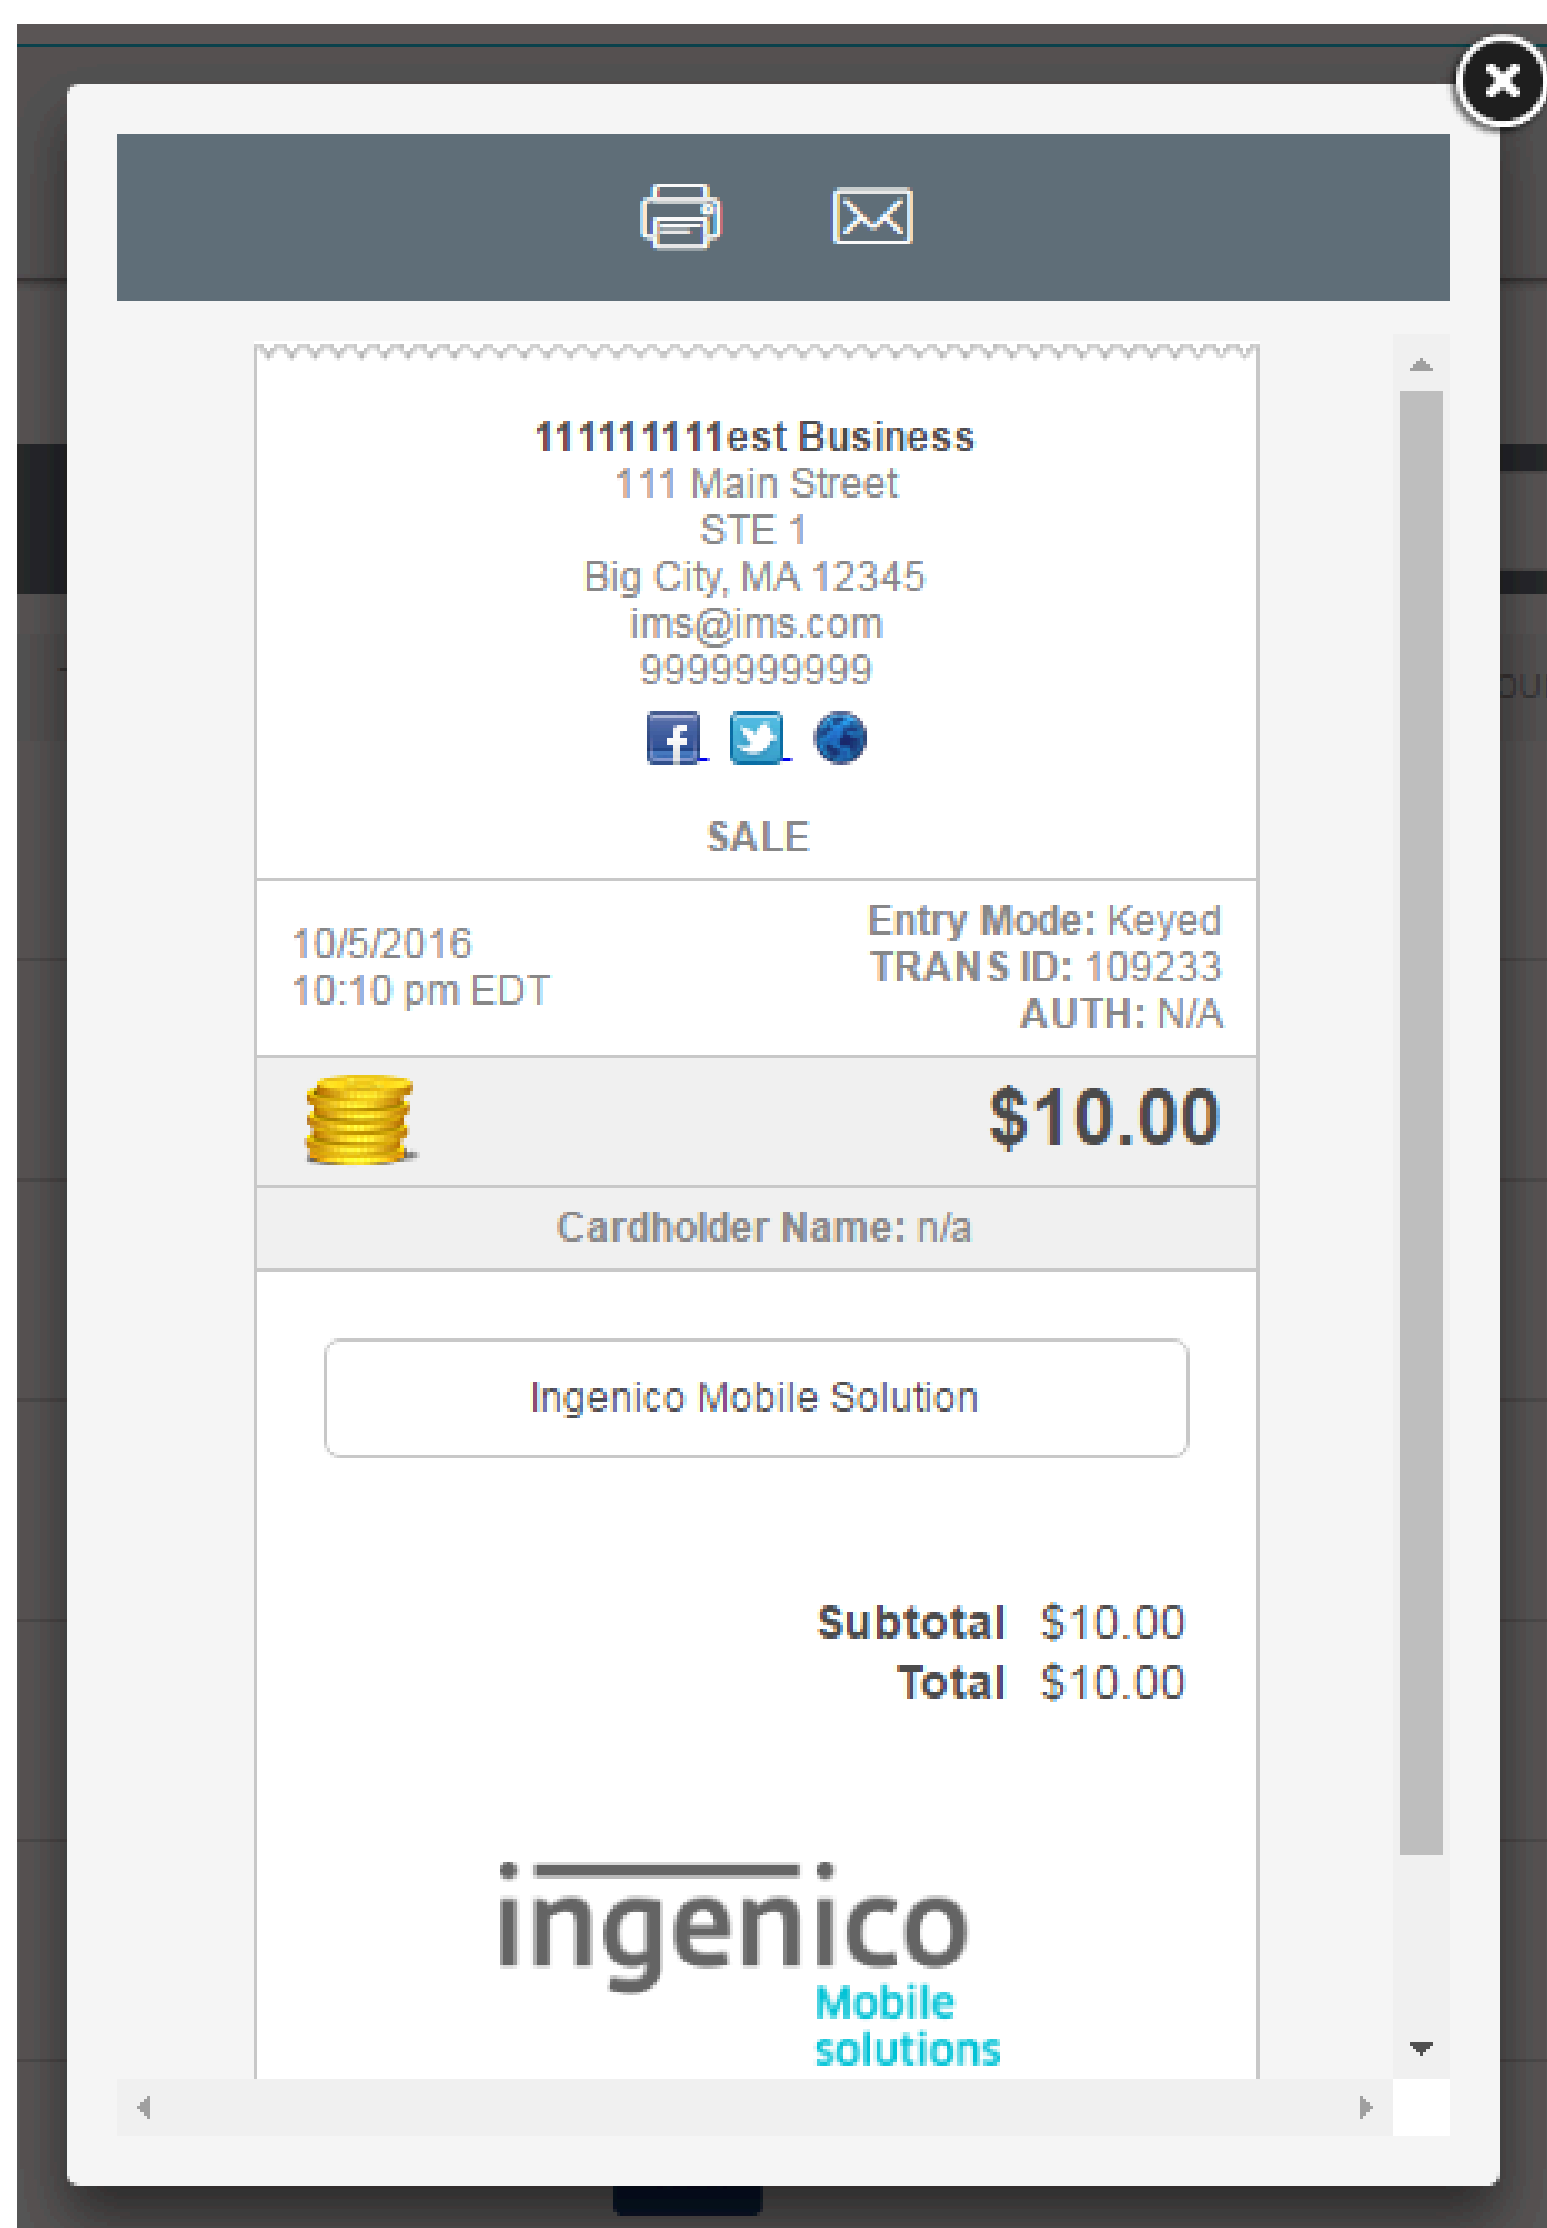 111111111est Business
111 Main Street
STE 1
Big City, MA 12345
ims@ims.com
9999999999
SALE
10/5/2016
10:10 pm EDT
Entry Mode: Keyed
TRANS ID: 109233
AUTH: N/A
$10.00
Cardholder Name: n/a
Ingenico Mobile Solution
Subtotal $10.00
Total $10.00
ingenico
Mobile
solutions